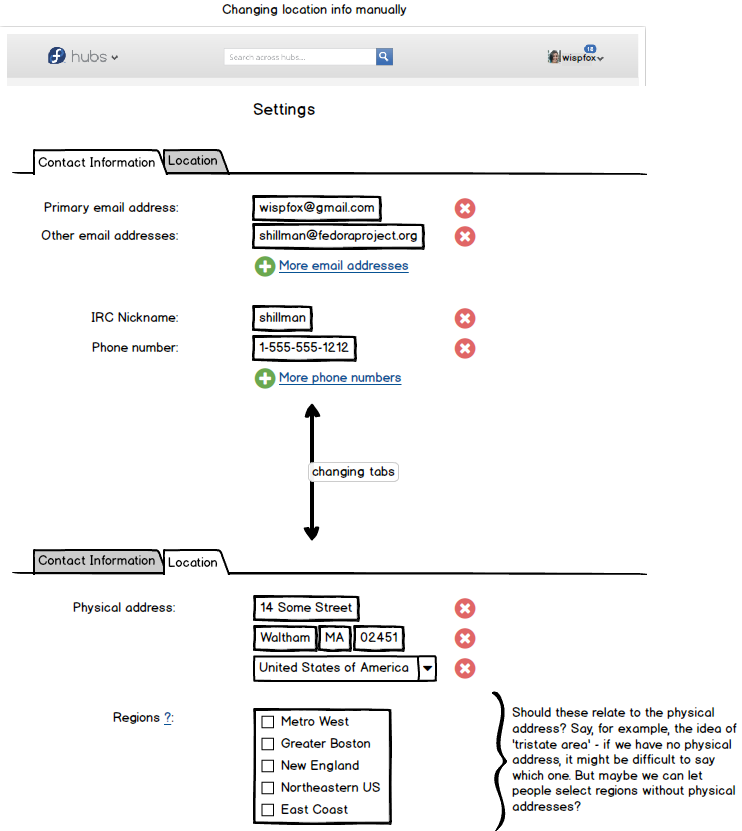 Changing location info manually
hubs
Search across hubs...
18
wispfox
Settings
Contact Information
Location
Primary email address:
wispfox@gmail.com
Other email addresses:
shillman@fedoraproject.org
More email addresses
IRC Nickname:
shillman
Phone number:
1-555-555-1212
More phone numbers
changing tabs
Contact Information
Location
Physical address:
14 Some Street
Waltham MA 02451
United States of America
Regions ?:
Metro West
Greater Boston
New England
Northeastern US
East Coast
Should these relate to the physical
address? Say, for example, the idea of
'tristate area' - if we have no physical
address, it might be difficult to say
which one. But maybe we can let
people select regions without physical
addresses?